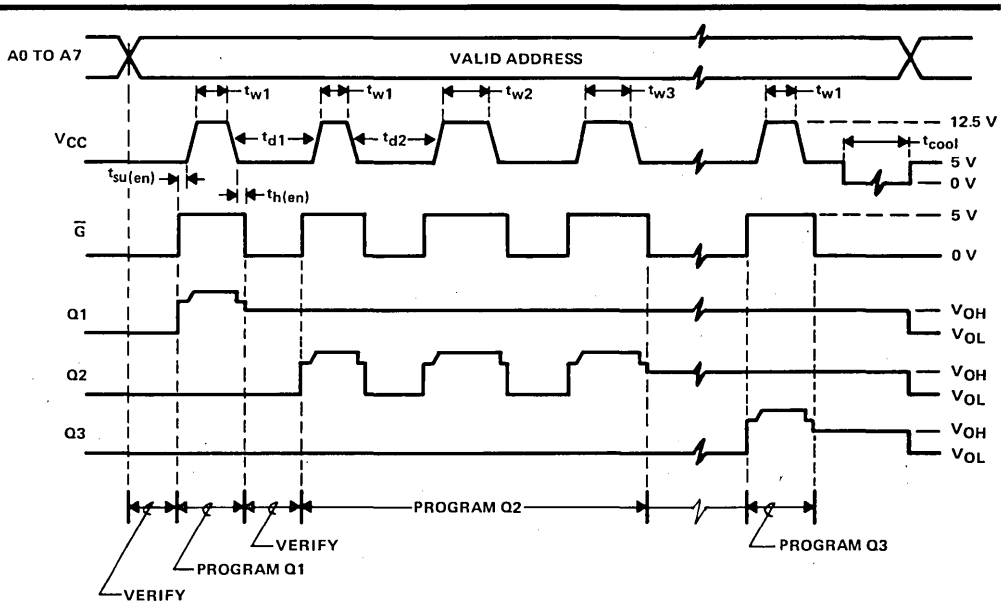 A0 TO A7
VALID ADDRESS
tw1
tw1
tw2
tw3
tw1
12.5 V
VCC
td1
td2
tcool
5 V
0 V
tsu(en)
th(en)
G̅
5 V
0 V
Q1
VOH
VOL
Q2
VOH
VOL
Q3
VOH
VOL
PROGRAM Q2
VERIFY
PROGRAM Q3
PROGRAM Q1
VERIFY